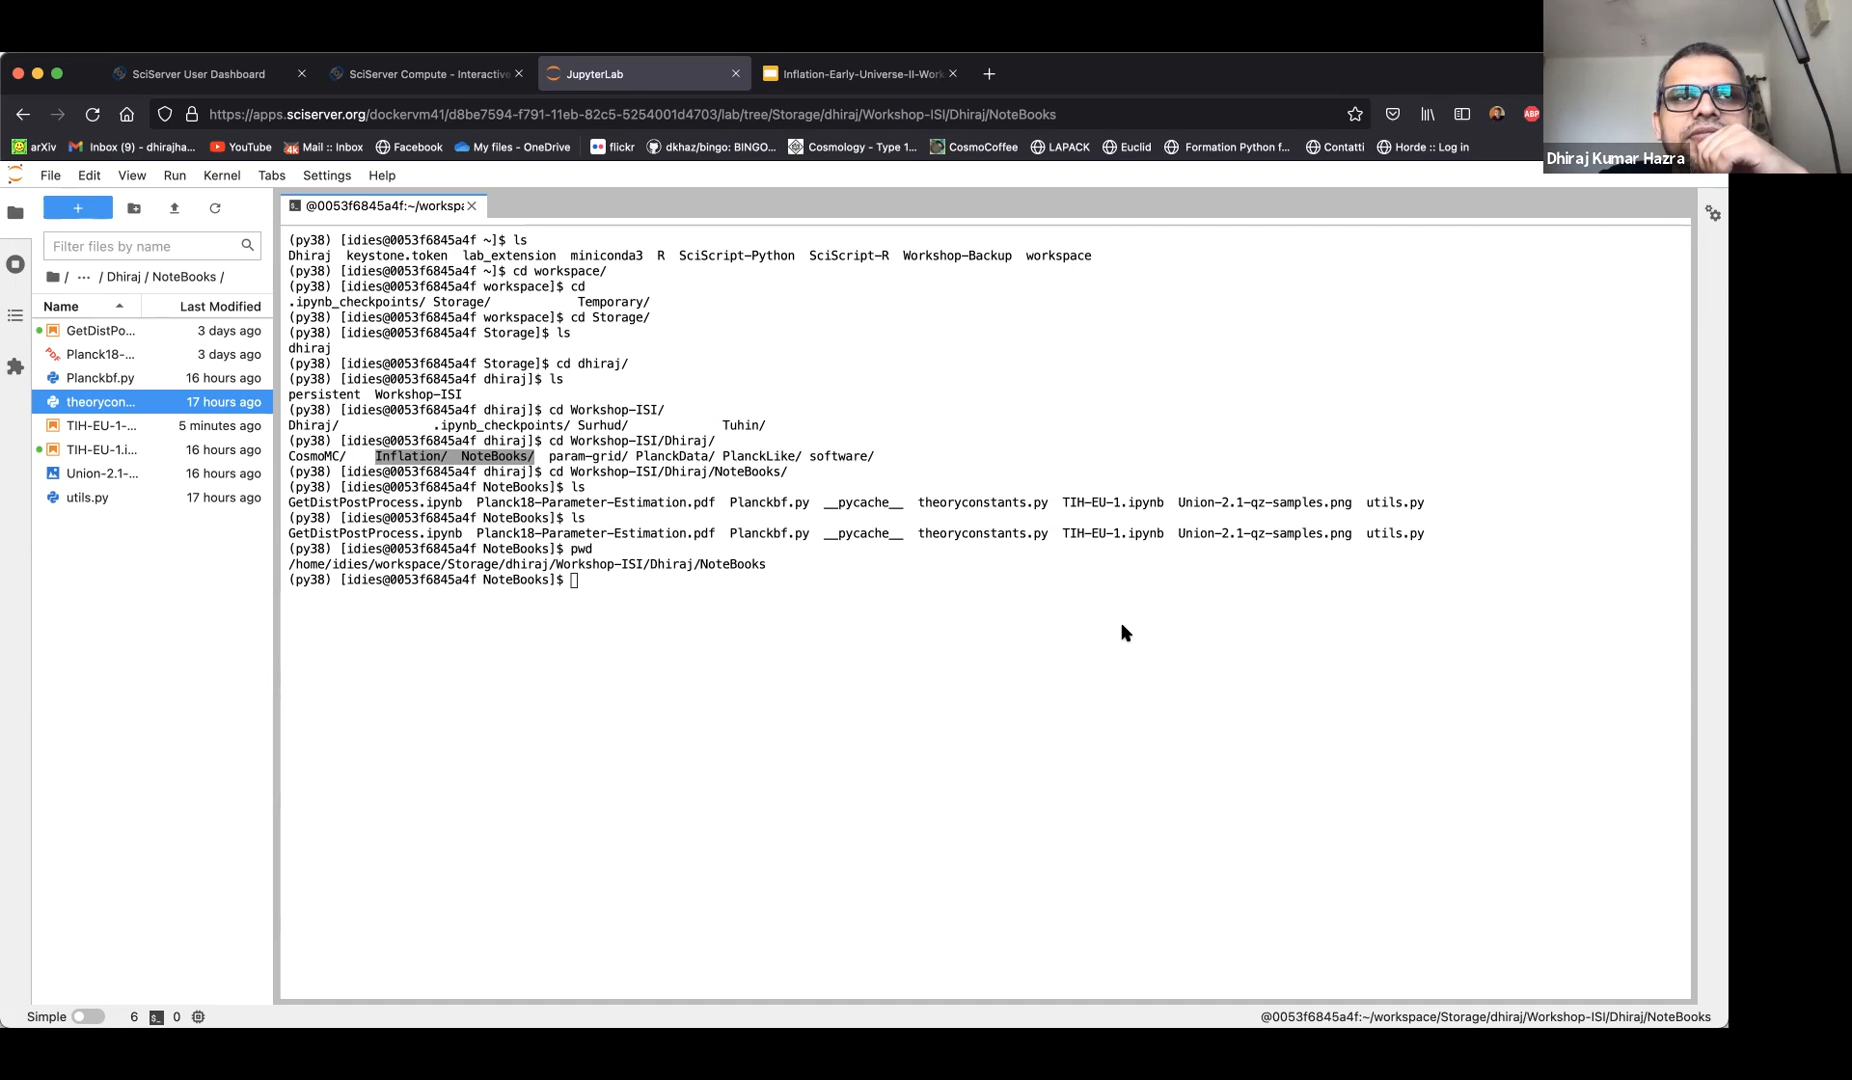 SciServer User Dashboard
SciServer Compute - Interactive
JupyterLab
Inflation-Early-Universe-II-Work
https://apps.sciserver.org/dockervm41/d8be7594-f791-11eb-82c5-5254001d4703/lab/tree/Storage/dhiraj/Workshop-ISI/Dhiraj/NoteBooks
ABP
arXiv
Inbox (9) - dhirajha...
YouTube
Mail :: Inbox
Facebook
My files - OneDrive
flickr
dkhaz/bingo: BINGO...
Cosmology - Type 1...
CosmoCoffee
LAPACK
Euclid
Formation Python f...
Contatti
Horde :: Log in
Dhiraj Kumar Hazra
File Edit View Run Kernel Tabs Settings Help
+
Filter files by name
/ ··· / Dhiraj / NoteBooks /
Name Last Modified
GetDistPo... 3 days ago
Planck18-... 3 days ago
Planckbf.py 16 hours ago
theorycon... 17 hours ago
TIH-EU-1-... 5 minutes ago
TIH-EU-1.i... 16 hours ago
Union-2.1-... 16 hours ago
utils.py 17 hours ago
@0053f6845a4f:~/workspa
(py38) [idies@0053f6845a4f ~]$ ls
Dhiraj keystone.token lab_extension miniconda3 R SciScript-Python SciScript-R Workshop-Backup workspace
(py38) [idies@0053f6845a4f ~]$ cd workspace/
(py38) [idies@0053f6845a4f workspace]$ cd
.ipynb_checkpoints/ Storage/ Temporary/
(py38) [idies@0053f6845a4f workspace]$ cd Storage/
(py38) [idies@0053f6845a4f Storage]$ ls
dhiraj
(py38) [idies@0053f6845a4f Storage]$ cd dhiraj/
(py38) [idies@0053f6845a4f dhiraj]$ ls
persistent Workshop-ISI
(py38) [idies@0053f6845a4f dhiraj]$ cd Workshop-ISI/
Dhiraj/ .ipynb_checkpoints/ Surhud/ Tuhin/
(py38) [idies@0053f6845a4f dhiraj]$ cd Workshop-ISI/Dhiraj/
CosmoMC/ Inflation/ NoteBooks/ param-grid/ PlanckData/ PlanckLike/ software/
(py38) [idies@0053f6845a4f dhiraj]$ cd Workshop-ISI/Dhiraj/NoteBooks/
(py38) [idies@0053f6845a4f NoteBooks]$ ls
GetDistPostProcess.ipynb Planck18-Parameter-Estimation.pdf Planckbf.py __pycache__ theoryconstants.py TIH-EU-1.ipynb Union-2.1-qz-samples.png utils.py
(py38) [idies@0053f6845a4f NoteBooks]$ ls
GetDistPostProcess.ipynb Planck18-Parameter-Estimation.pdf Planckbf.py __pycache__ theoryconstants.py TIH-EU-1.ipynb Union-2.1-qz-samples.png utils.py
(py38) [idies@0053f6845a4f NoteBooks]$ pwd
/home/idies/workspace/Storage/dhiraj/Workshop-ISI/Dhiraj/NoteBooks
(py38) [idies@0053f6845a4f NoteBooks]$
Simple 6 0
@0053f6845a4f:~/workspace/Storage/dhiraj/Workshop-ISI/Dhiraj/NoteBooks